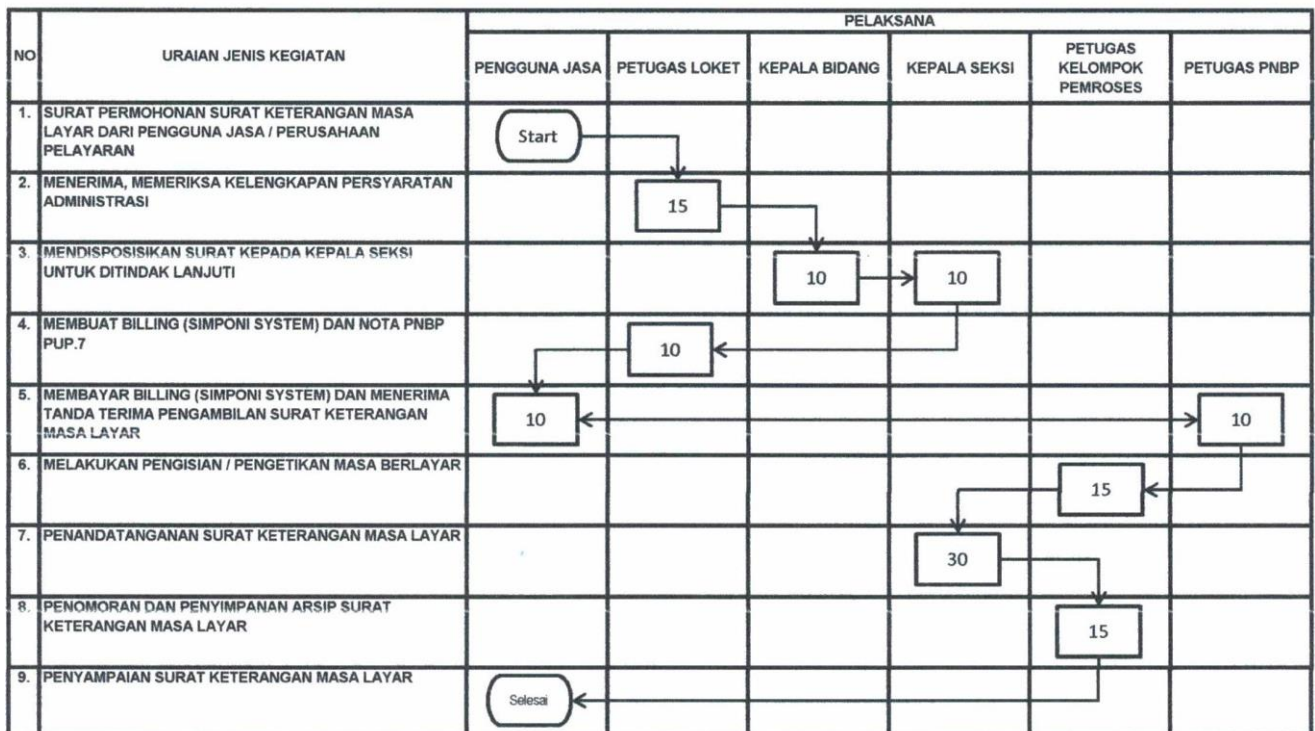 PELAKSANA
NO
URAIAN JENIS KEGIATAN
PENGGUNA JASA
PETUGAS LOKET
KEPALA BIDANG
KEPALA SEKSI
PETUGAS
KELOMPOK
PEMROSES
PETUGAS PNBP
1. SURAT PERMOHONAN SURAT KETERANGAN MASA
LAYAR DARI PENGGUNA JASA / PERUSAHAAN
PELAYARAN
Start
2. MENERIMA, MEMERIKSA KELENGKAPAN PERSYARATAN
ADMINISTRASI
15
3. MENDISPOSISIKAN SURAT KEPADA KEPALA SEKSI
UNTUK DITINDAK LANJUTI
10
10
4. MEMBUAT BILLING (SIMPONI SYSTEM) DAN NOTA PNBP
PUP.7
10
5. MEMBAYAR BILLING (SIMPONI SYSTEM) DAN MENERIMA
TANDA TERIMA PENGAMBILAN SURAT KETERANGAN
MASA LAYAR
10
10
6. MELAKUKAN PENGISIAN / PENGETIKAN MASA BERLAYAR
15
7. PENANDATANGANAN SURAT KETERANGAN MASA LAYAR
30
8. PENOMORAN DAN PENYIMPANAN ARSIP SURAT
KETERANGAN MASA LAYAR
15
9. PENYAMPAIAN SURAT KETERANGAN MASA LAYAR
Selesai